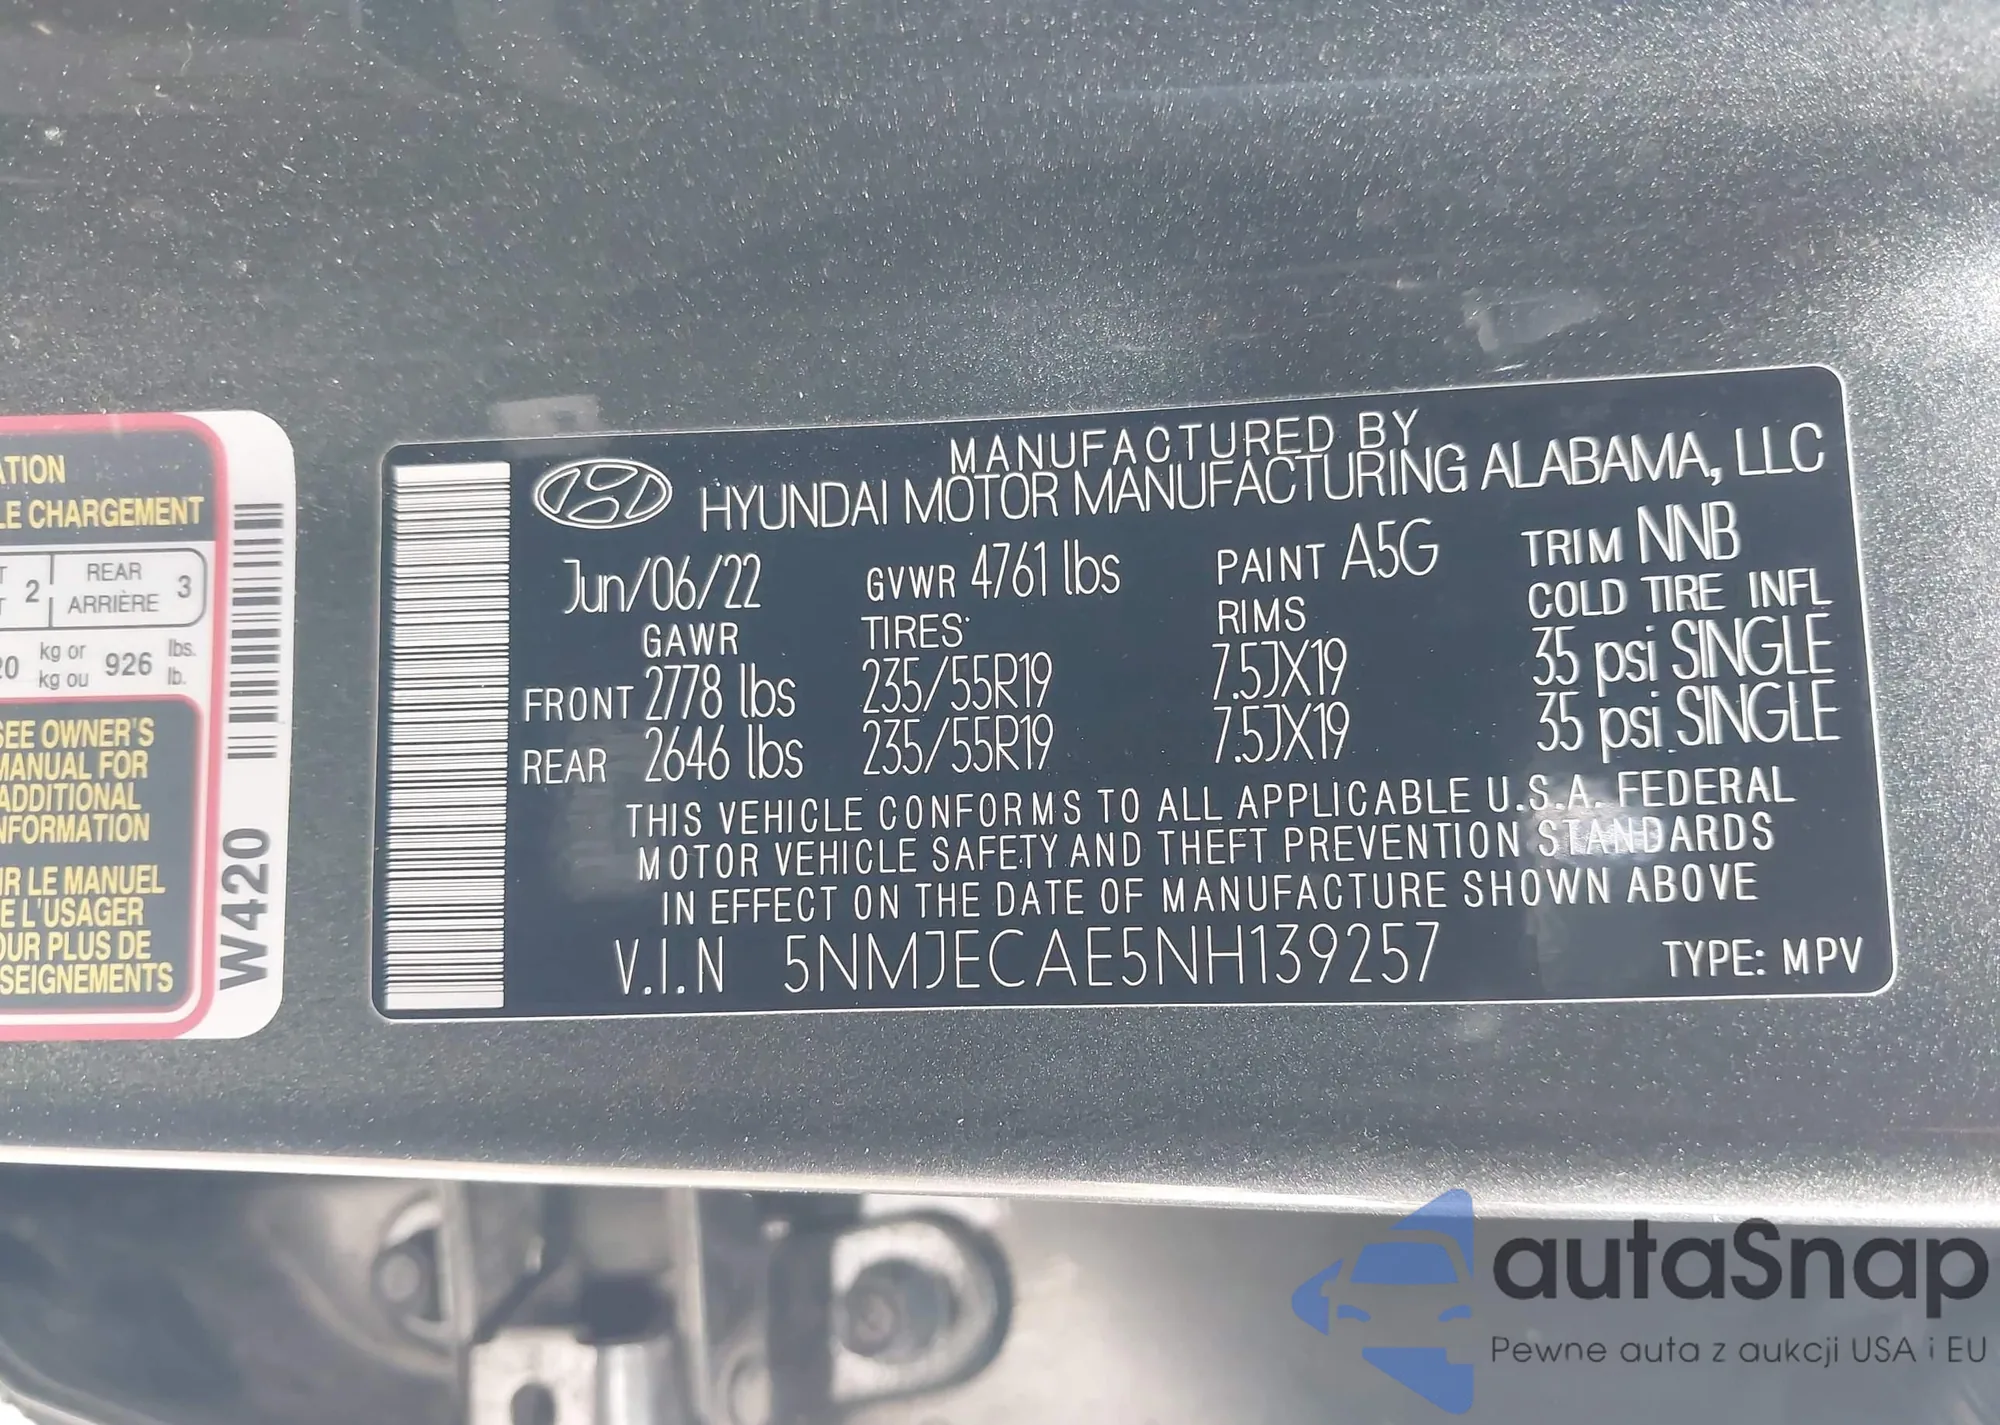 ATION
LE CHARGEMENT
2 REAR 3
ARRIÈRE
kg or 926 lbs.
kg ou lb.
SEE OWNER'S
MANUAL FOR
ADDITIONAL
INFORMATION
LE MANUEL
L'USAGER
PLUS DE
W420
MANUFACTURED BY
HYUNDAI MOTOR MANUFACTURING ALABAMA, LLC
Jun/06/22 GVWR 4761 lbs PAINT A5G TRIM NNB
GAWR TIRES RIMS COLD TIRE INFL
FRONT 2778 lbs 235/55R19 7.5JX19 35 psi SINGLE
REAR 2646 lbs 235/55R19 7.5JX19 35 psi SINGLE
THIS VEHICLE CONFORMS TO ALL APPLICABLE U.S.A. FEDERAL
MOTOR VEHICLE SAFETY AND THEFT PREVENTION STANDARDS
IN EFFECT ON THE DATE OF MANUFACTURE SHOWN ABOVE
V.I.N 5NMJECAE5NH139257 TYPE: MPV
autaSnap
Pewne auta z aukcji USA i EU